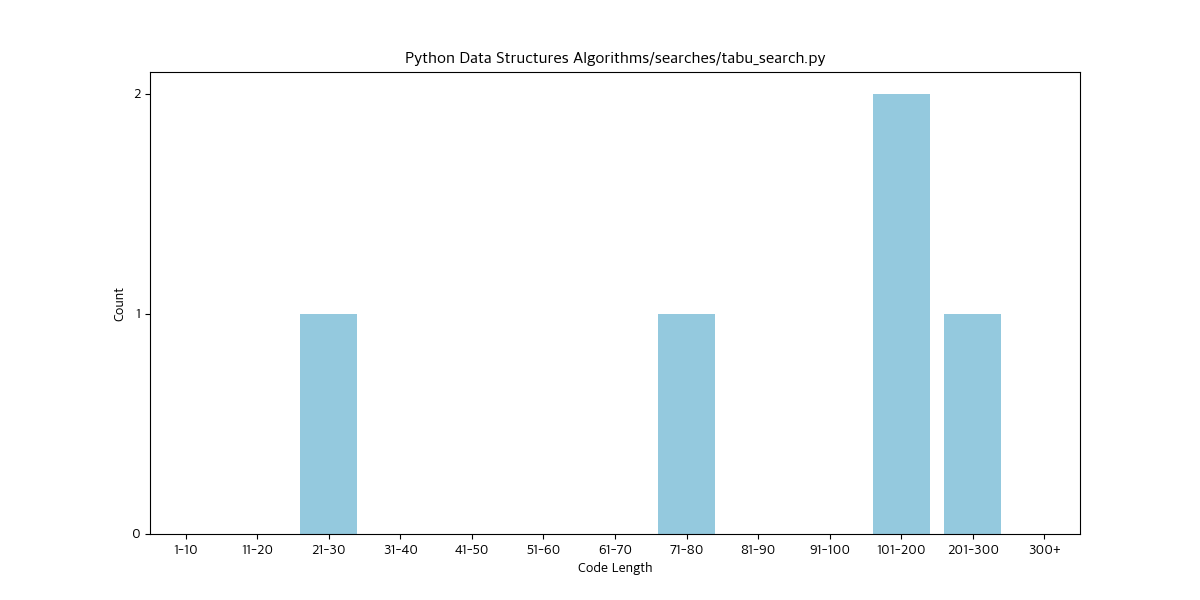 Python Data Structures Algorithms/searches/tabu_search.py
2
1
0
Count
1-10 11-20 21-30 31-40 41-50 51-60 61-70 71-80 81-90 91-100 101-200 201-300 300+
Code Length